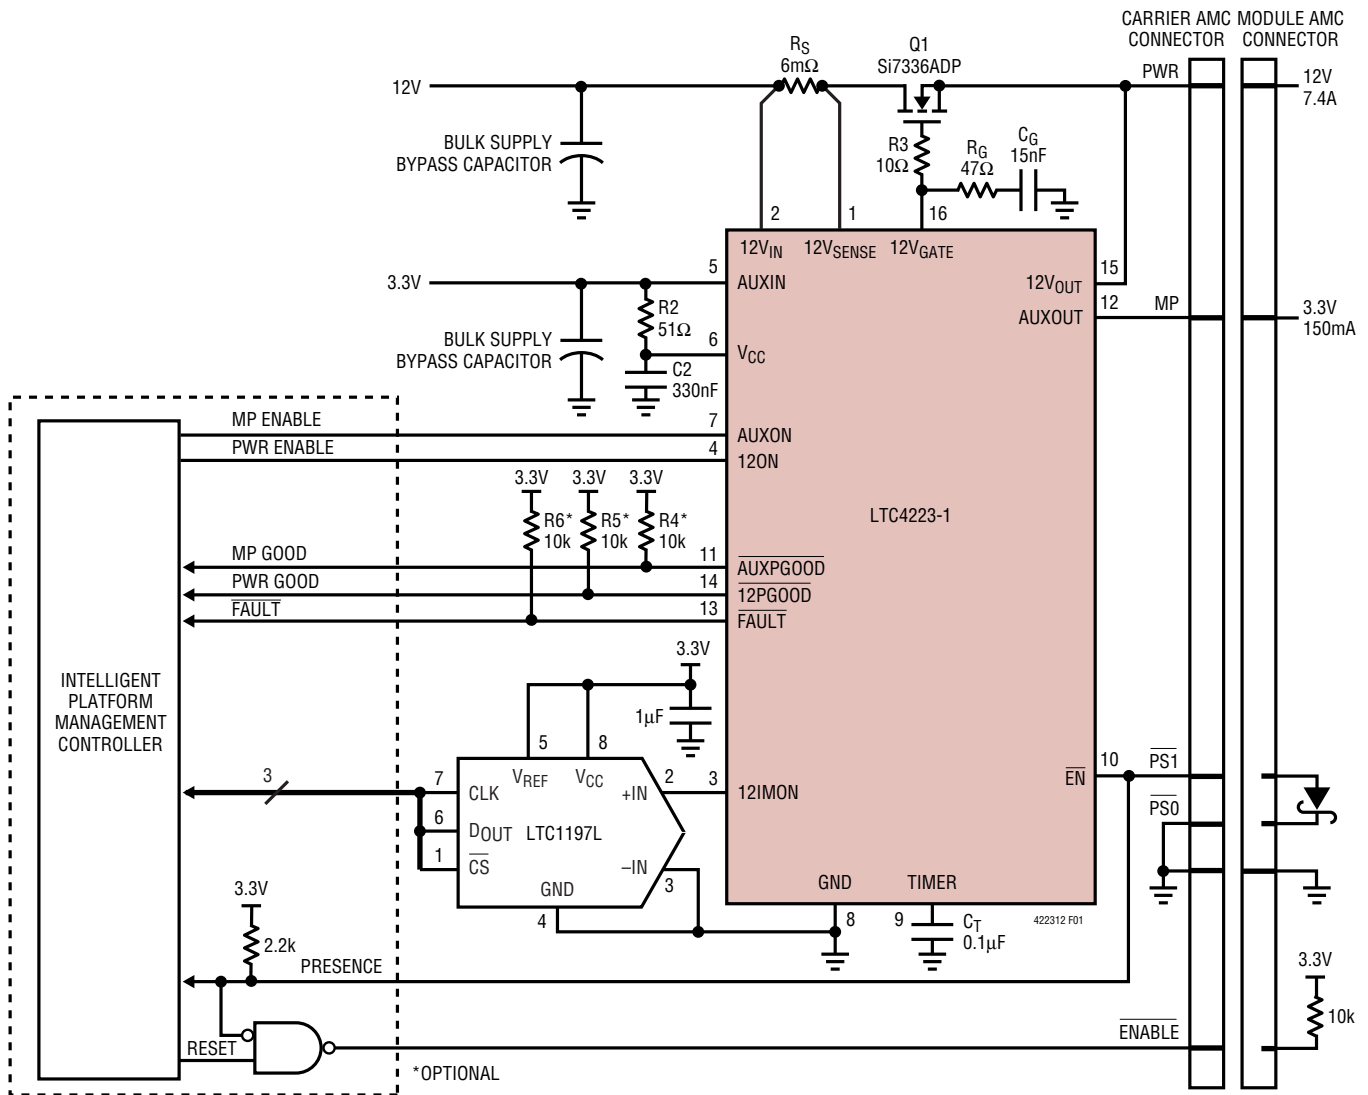 CARRIER AMC
CONNECTOR
MODULE AMC
CONNECTOR
RS
6mΩ
Q1
Si7336ADP
PWR
12V
12V
7.4A
BULK SUPPLY
BYPASS CAPACITOR
R3
10Ω
RG
47Ω
CG
15nF
2
1
16
12VIN
12VSENSE
12VGATE
3.3V
5
AUXIN
15
12VOUT
R2
51Ω
12
MP
AUXOUT
3.3V
150mA
BULK SUPPLY
BYPASS CAPACITOR
6
VCC
C2
330nF
MP ENABLE
7
AUXON
PWR ENABLE
4
12ON
3.3V
3.3V
3.3V
LTC4223-1
R6*
10k
R5*
10k
R4*
10k
MP GOOD
11
AUXPGOOD
PWR GOOD
14
12PGOOD
FAULT
13
FAULT
INTELLIGENT
PLATFORM
MANAGEMENT
CONTROLLER
3.3V
1µF
5
8
VREF
VCC
3
7
CLK
+IN
2
3
12IMON
10
EN
PS1
PS0
6
DOUT
LTC1197L
1
CS
–IN
3
GND
4
GND
8
TIMER
9
CT
0.1µF
422312 F01
3.3V
2.2k
PRESENCE
3.3V
10k
RESET
ENABLE
*OPTIONAL